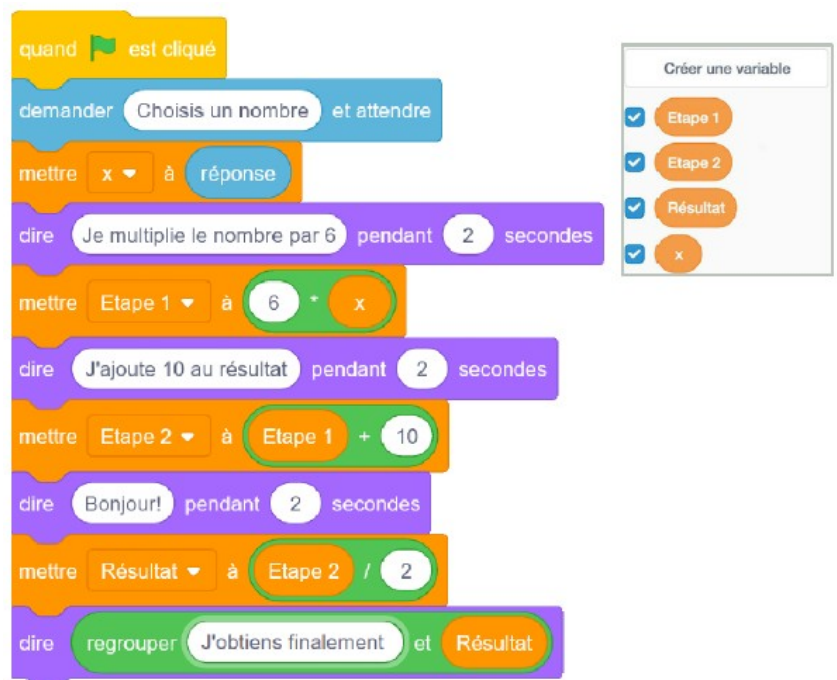 quand est cliqué
demander Choisis un nombre et attendre
mettre x à réponse
dire Je multiplie le nombre par 6 pendant 2 secondes
mettre Etape 1 à 6 * x
dire J'ajoute 10 au résultat pendant 2 secondes
mettre Etape 2 à Etape 1 + 10
dire Bonjour! pendant 2 secondes
mettre Résultat à Etape 2 / 2
dire regrouper J'obtiens finalement et Résultat
Créer une variable
Etape 1
Etape 2
Résultat
x